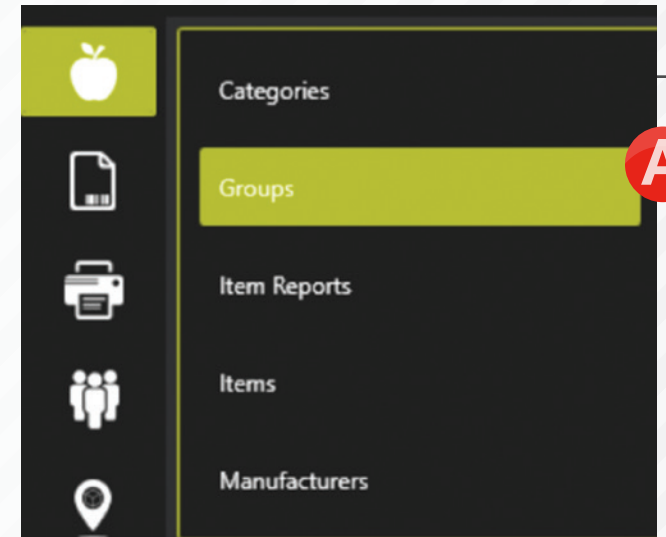 Categories
Groups
A
Item Reports
Items
Manufacturers